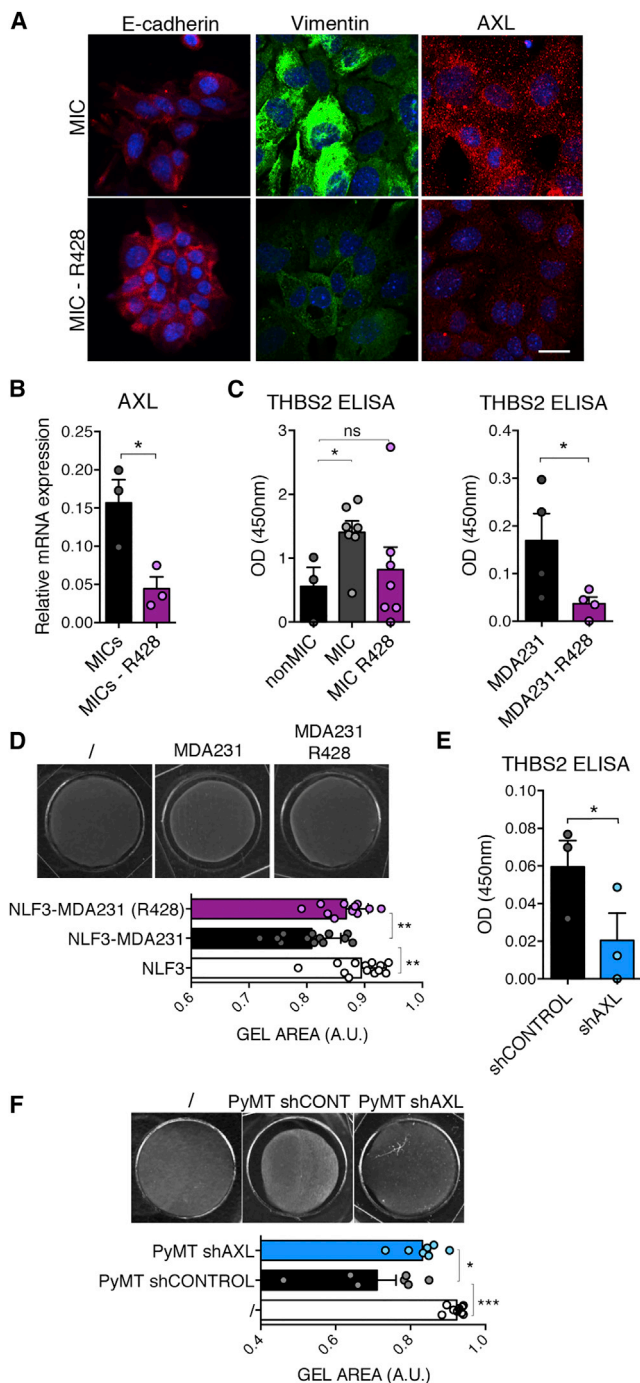 A
E-cadherin Vimentin AXL
MIC
MIC - R428
B
AXL
Relative mRNA expression
0.25
0.20
0.15
0.10
0.05
0.00
*
MICs
MICs - R428
C
THBS2 ELISA
OD (450nm)
3
2
1
0
ns
*
nonMIC
MIC
MIC R428
THBS2 ELISA
OD (450nm)
0.4
0.3
0.2
0.1
0.0
*
MDA231
MDA231-R428
D
/
MDA231
MDA231
R428
NLF3-MDA231 (R428)
NLF3-MDA231
NLF3
**
**
0.6 0.7 0.8 0.9 1.0
GEL AREA (A.U.)
E
THBS2 ELISA
OD (450nm)
0.10
0.08
0.06
0.04
0.02
0.00
*
shCONTROL
shAXL
F
/
PyMT shCONT
PyMT shAXL
PyMT shAXL
PyMT shCONTROL
/
*
***
0.4 0.6 0.8 1.0
GEL AREA (A.U.)